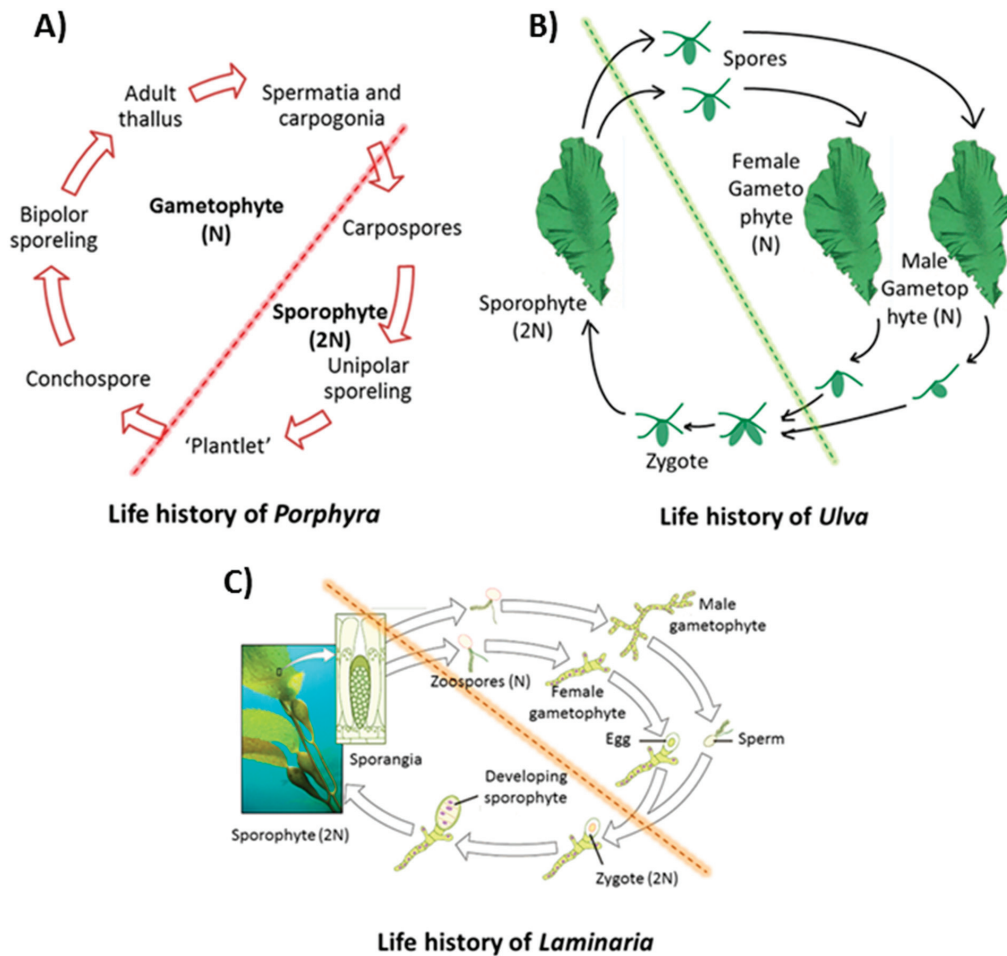 A)
Adult
thallus
Spermatia and
carpogonia
Bipolor
sporeling
Gametophyte
(N)
Carpospores
Sporophyte
(2N)
Unipolar
sporeling
Conchospore
'Plantlet'
Life history of Porphyra
B)
Spores
Female
Gameto
phyte
(N)
Male
Gametop
hyte (N)
Sporophyte
(2N)
Zygote
Life history of Ulva
C)
Male
gametophyte
Zoospores (N)
Female
gametophyte
Sporangia
Egg
Sperm
Developing
sporophyte
Sporophyte (2N)
Zygote (2N)
Life history of Laminaria